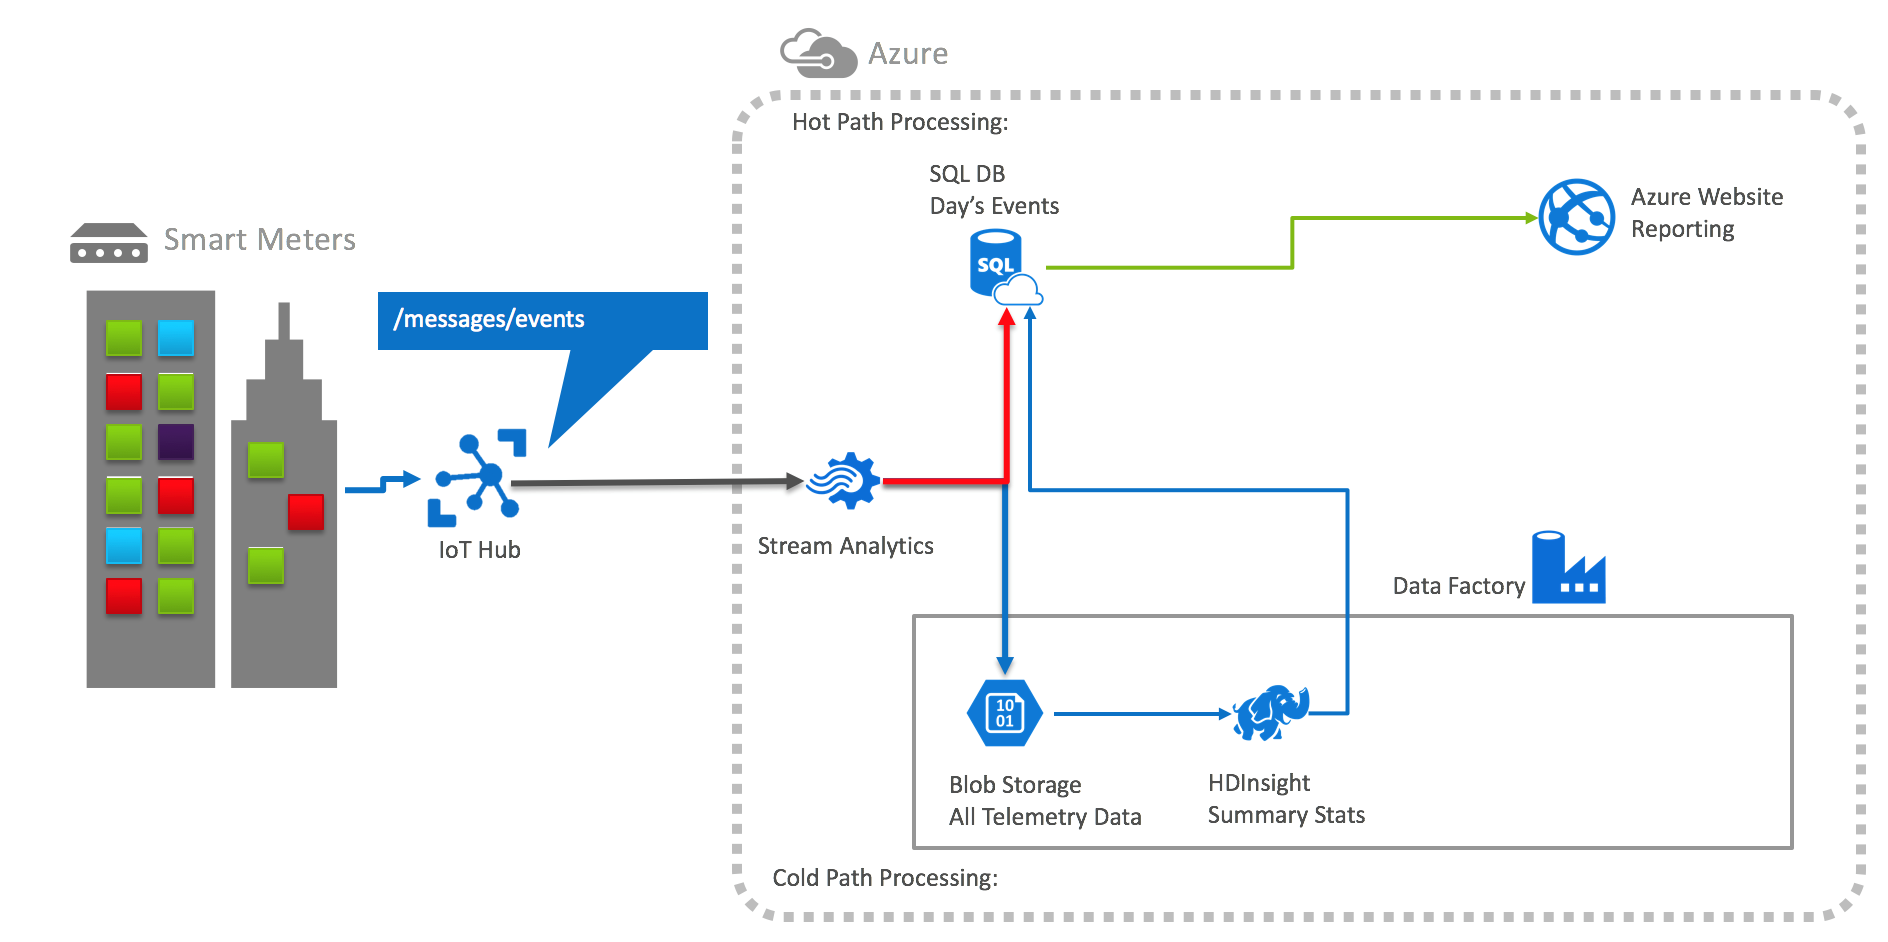 Azure
Hot Path Processing:
SQL DB
Day's Events
SQL
Azure Website
Reporting
Smart Meters
/messages/events
IoT Hub
Stream Analytics
Data Factory
10
01
Blob Storage
All Telemetry Data
HDInsight
Summary Stats
Cold Path Processing: